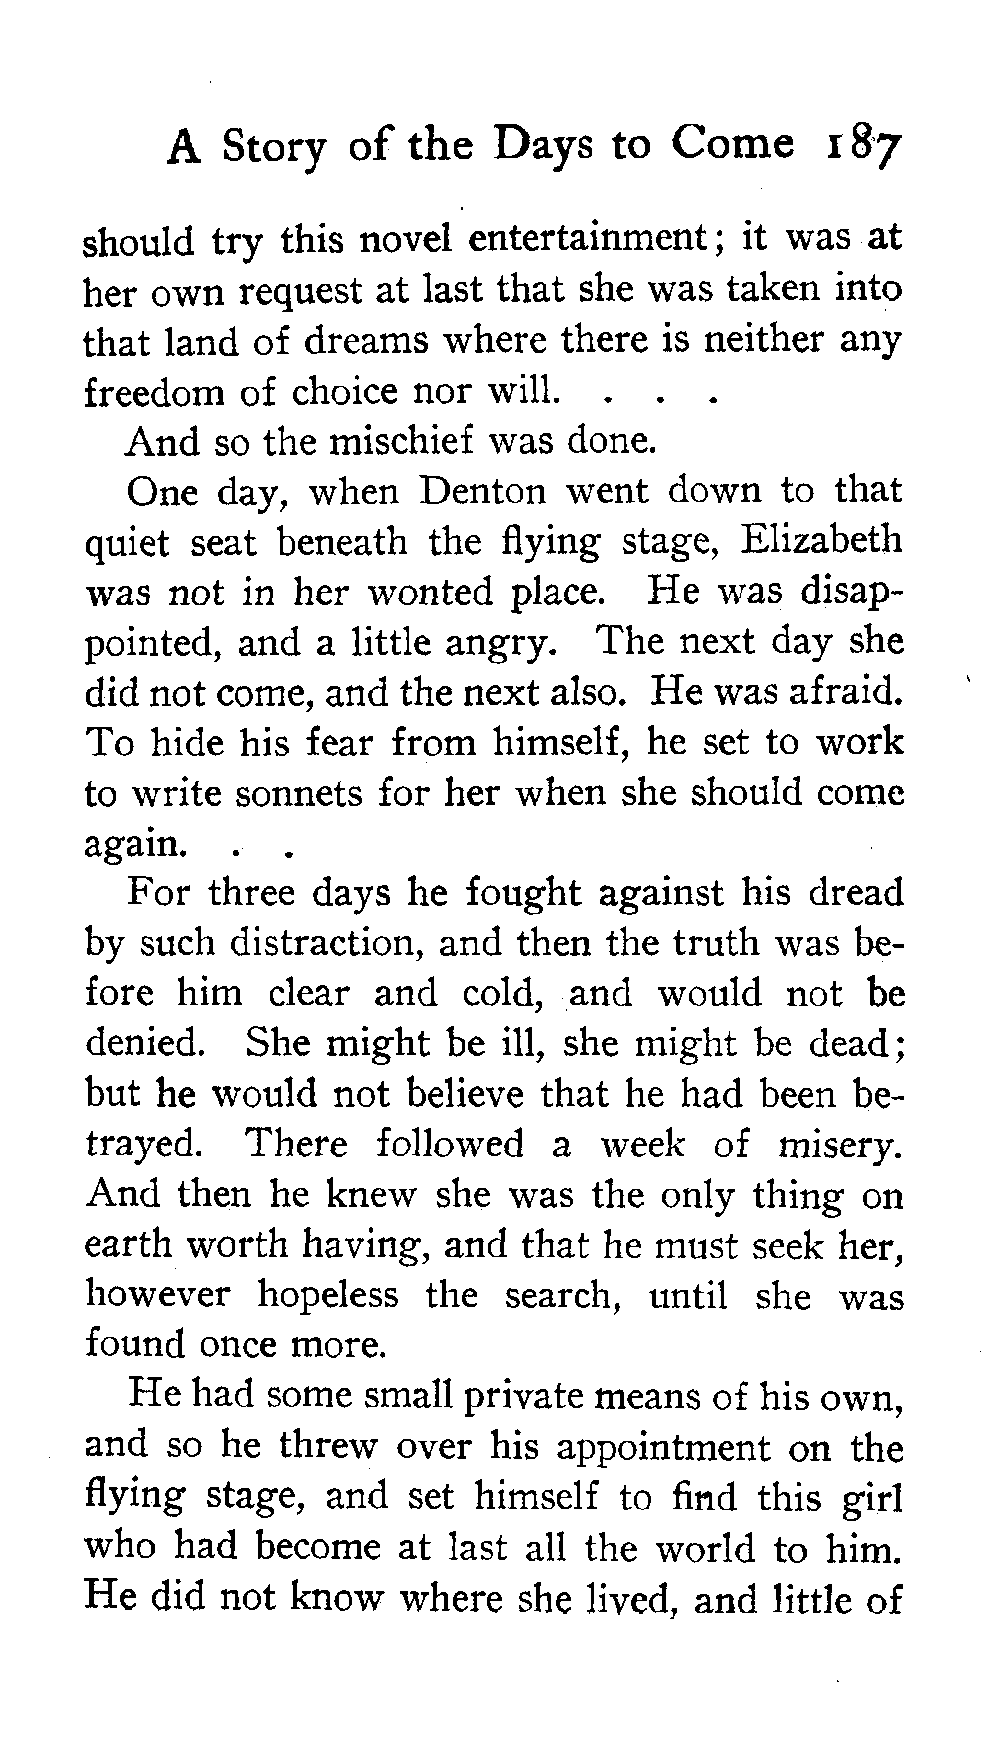 A Story of the Days to Come 187
should try this novel entertainment; it was at
her own request at last that she was taken into
that land of dreams where there is neither any
freedom of choice nor will. . . .
And so the mischief was done.
One day, when Denton went down to that
quiet seat beneath the flying stage, Elizabeth
was not in her wonted place. He was disap-
pointed, and a little angry. The next day she
did not come, and the next also. He was afraid.
To hide his fear from himself, he set to work
to write sonnets for her when she should come
again. . .
For three days he fought against his dread
by such distraction, and then the truth was be-
fore him clear and cold, and would not be
denied. She might be ill, she might be dead;
but he would not believe that he had been be-
trayed. There followed a week of misery.
And then he knew she was the only thing on
earth worth having, and that he must seek her,
however hopeless the search, until she was
found once more.
He had some small private means of his own,
and so he threw over his appointment on the
flying stage, and set himself to find this girl
who had become at last all the world to him.
He did not know where she lived, and little of